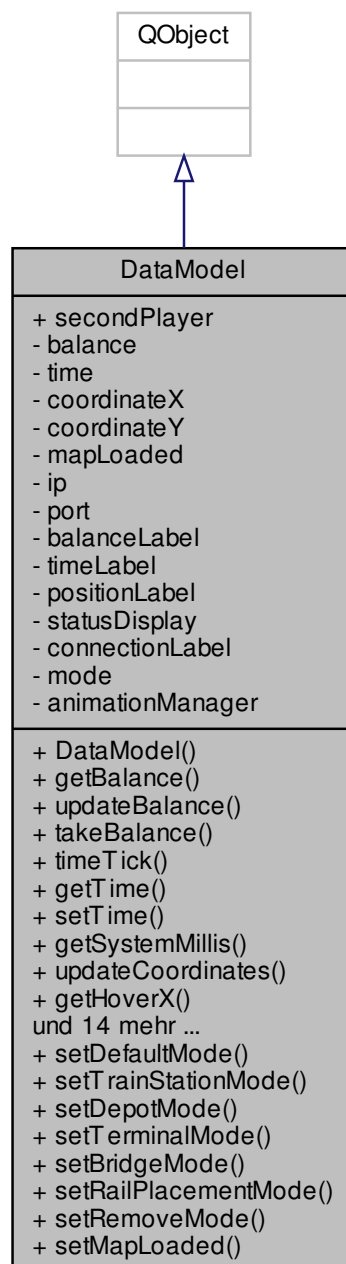 QObject
DataModel
+ secondPlayer
- balance
- time
- coordinateX
- coordinateY
- mapLoaded
- ip
- port
- balanceLabel
- timeLabel
- positionLabel
- statusDisplay
- connectionLabel
- mode
- animationManager
+ DataModel()
+ getBalance()
+ updateBalance()
+ takeBalance()
+ timeTick()
+ getTime()
+ setTime()
+ getSystemMillis()
+ updateCoordinates()
+ getHoverX()
und 14 mehr ...
+ setDefaultMode()
+ setTrainStationMode()
+ setDepotMode()
+ setTerminalMode()
+ setBridgeMode()
+ setRailPlacementMode()
+ setRemoveMode()
+ setMapLoaded()